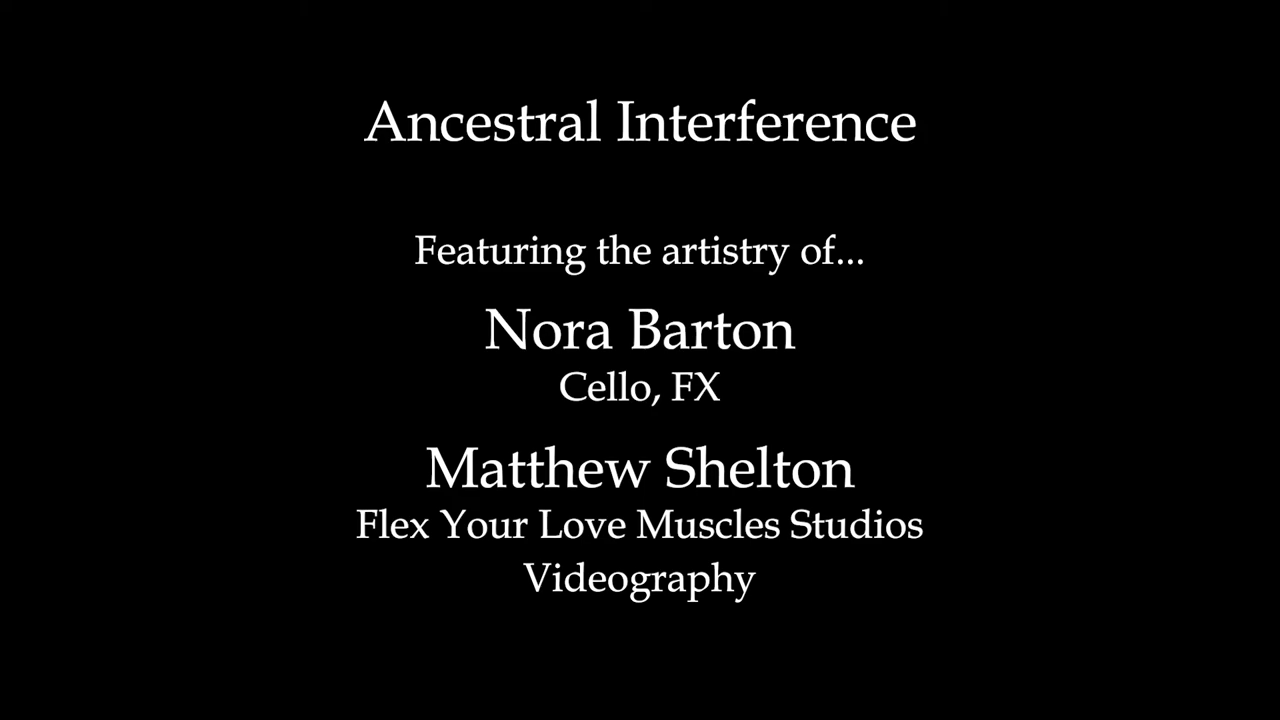 Ancestral Interference
Featuring the artistry of...
Nora Barton
Cello, FX
Matthew Shelton
Flex Your Love Muscles Studios
Videography